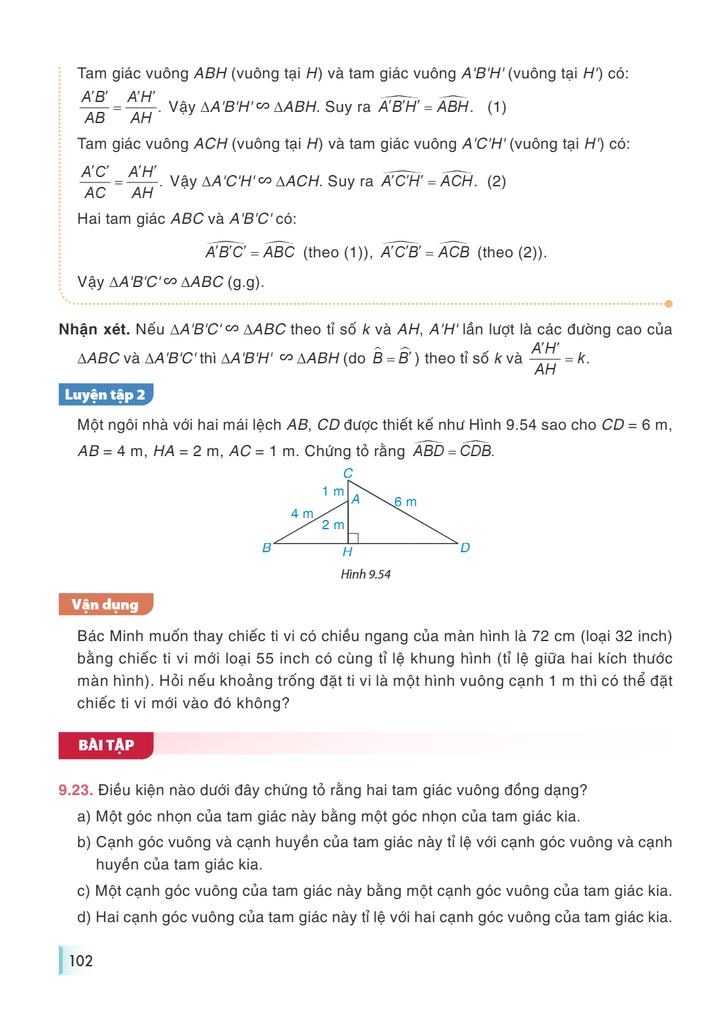 Tam giác vuông ABH (vuông tại H) và tam giác vuông A'B'H' (vuông tại H') có:
A′B′/AB = A′H′/AH. Vậy ∆A'B'H' ∽ ∆ABH. Suy ra A′B′H′ = ABH. (1)
Tam giác vuông ACH (vuông tại H) và tam giác vuông A'C'H' (vuông tại H') có:
A′C′/AC = A′H′/AH. Vậy ∆A'C'H' ∽ ∆ACH. Suy ra A′C′H′ = ACH. (2)
Hai tam giác ABC và A'B'C' có:
A′B′C′ = ABC (theo (1)), A′C′B′ = ACB (theo (2)).
Vậy ∆A'B'C' ∽ ∆ABC (g.g).
Nhận xét. Nếu ∆A'B'C' ∽ ∆ABC theo tỉ số k và AH, A'H' lần lượt là các đường cao của
∆ABC và ∆A'B'C' thì ∆A'B'H' ∽ ∆ABH (do B̂ = B̂′ ) theo tỉ số k và A′H′/AH = k.
Luyện tập 2
Một ngôi nhà với hai mái lệch AB, CD được thiết kế như Hình 9.54 sao cho CD = 6 m,
AB = 4 m, HA = 2 m, AC = 1 m. Chứng tỏ rằng ABD = CDB.
C
1 m
A
6 m
4 m
2 m
B
H
D
Hình 9.54
Vận dụng
Bác Minh muốn thay chiếc ti vi có chiều ngang của màn hình là 72 cm (loại 32 inch)
bằng chiếc ti vi mới loại 55 inch có cùng tỉ lệ khung hình (tỉ lệ giữa hai kích thước
màn hình). Hỏi nếu khoảng trống đặt ti vi là một hình vuông cạnh 1 m thì có thể đặt
chiếc ti vi mới vào đó không?
BÀI TẬP
9.23. Điều kiện nào dưới đây chứng tỏ rằng hai tam giác vuông đồng dạng?
a) Một góc nhọn của tam giác này bằng một góc nhọn của tam giác kia.
b) Cạnh góc vuông và cạnh huyền của tam giác này tỉ lệ với cạnh góc vuông và cạnh
huyền của tam giác kia.
c) Một cạnh góc vuông của tam giác này bằng một cạnh góc vuông của tam giác kia.
d) Hai cạnh góc vuông của tam giác này tỉ lệ với hai cạnh góc vuông của tam giác kia.
102